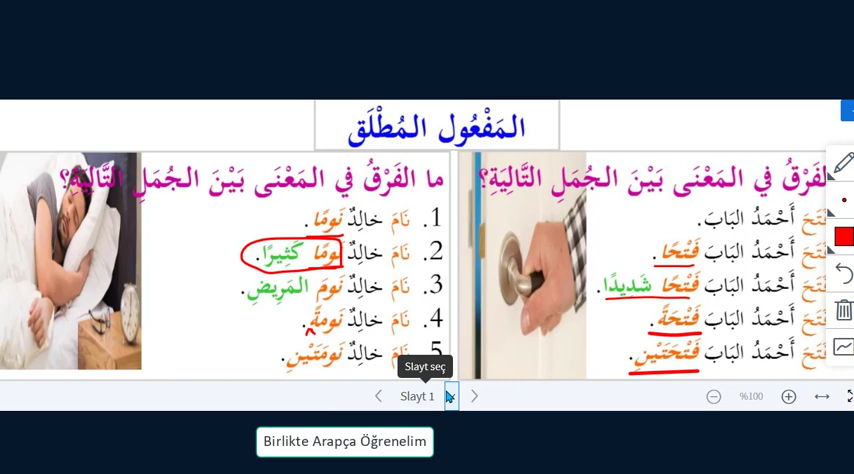 المَفْعُول المُطْلَق
الفَرْقُ في المَعْنَى بَيْنَ الجُمَلِ التَّالِيَةِ؟
تَحَ أَحْمَدُ البَابَ.
تَحَ أَحْمَدُ البَابَ فَتْحًا.
تَحَ أَحْمَدُ البَابَ فَتْحًا شَدِيدًا.
تَحَ أَحْمَدُ البَابَ فَتْحَةً.
تَحَ أَحْمَدُ البَابَ فَتْحَتَيْنِ.
ما الفَرْقُ في المَعْنَى بَيْنَ الجُمَلِ التَّالِيَةِ؟
1. نَامَ خالِدٌ نَومًا.
2. نَامَ خالِدٌ نَومًا كَثِيرًا.
3. نَامَ خالِدٌ نَومَ المَرِيضِ.
4. نَامَ خالِدٌ نَومةً.
5. نَامَ خالِدٌ نَومَتَيْنِ.
Slayt seç
Slayt 1
%100
Birlikte Arapça Öğrenelim